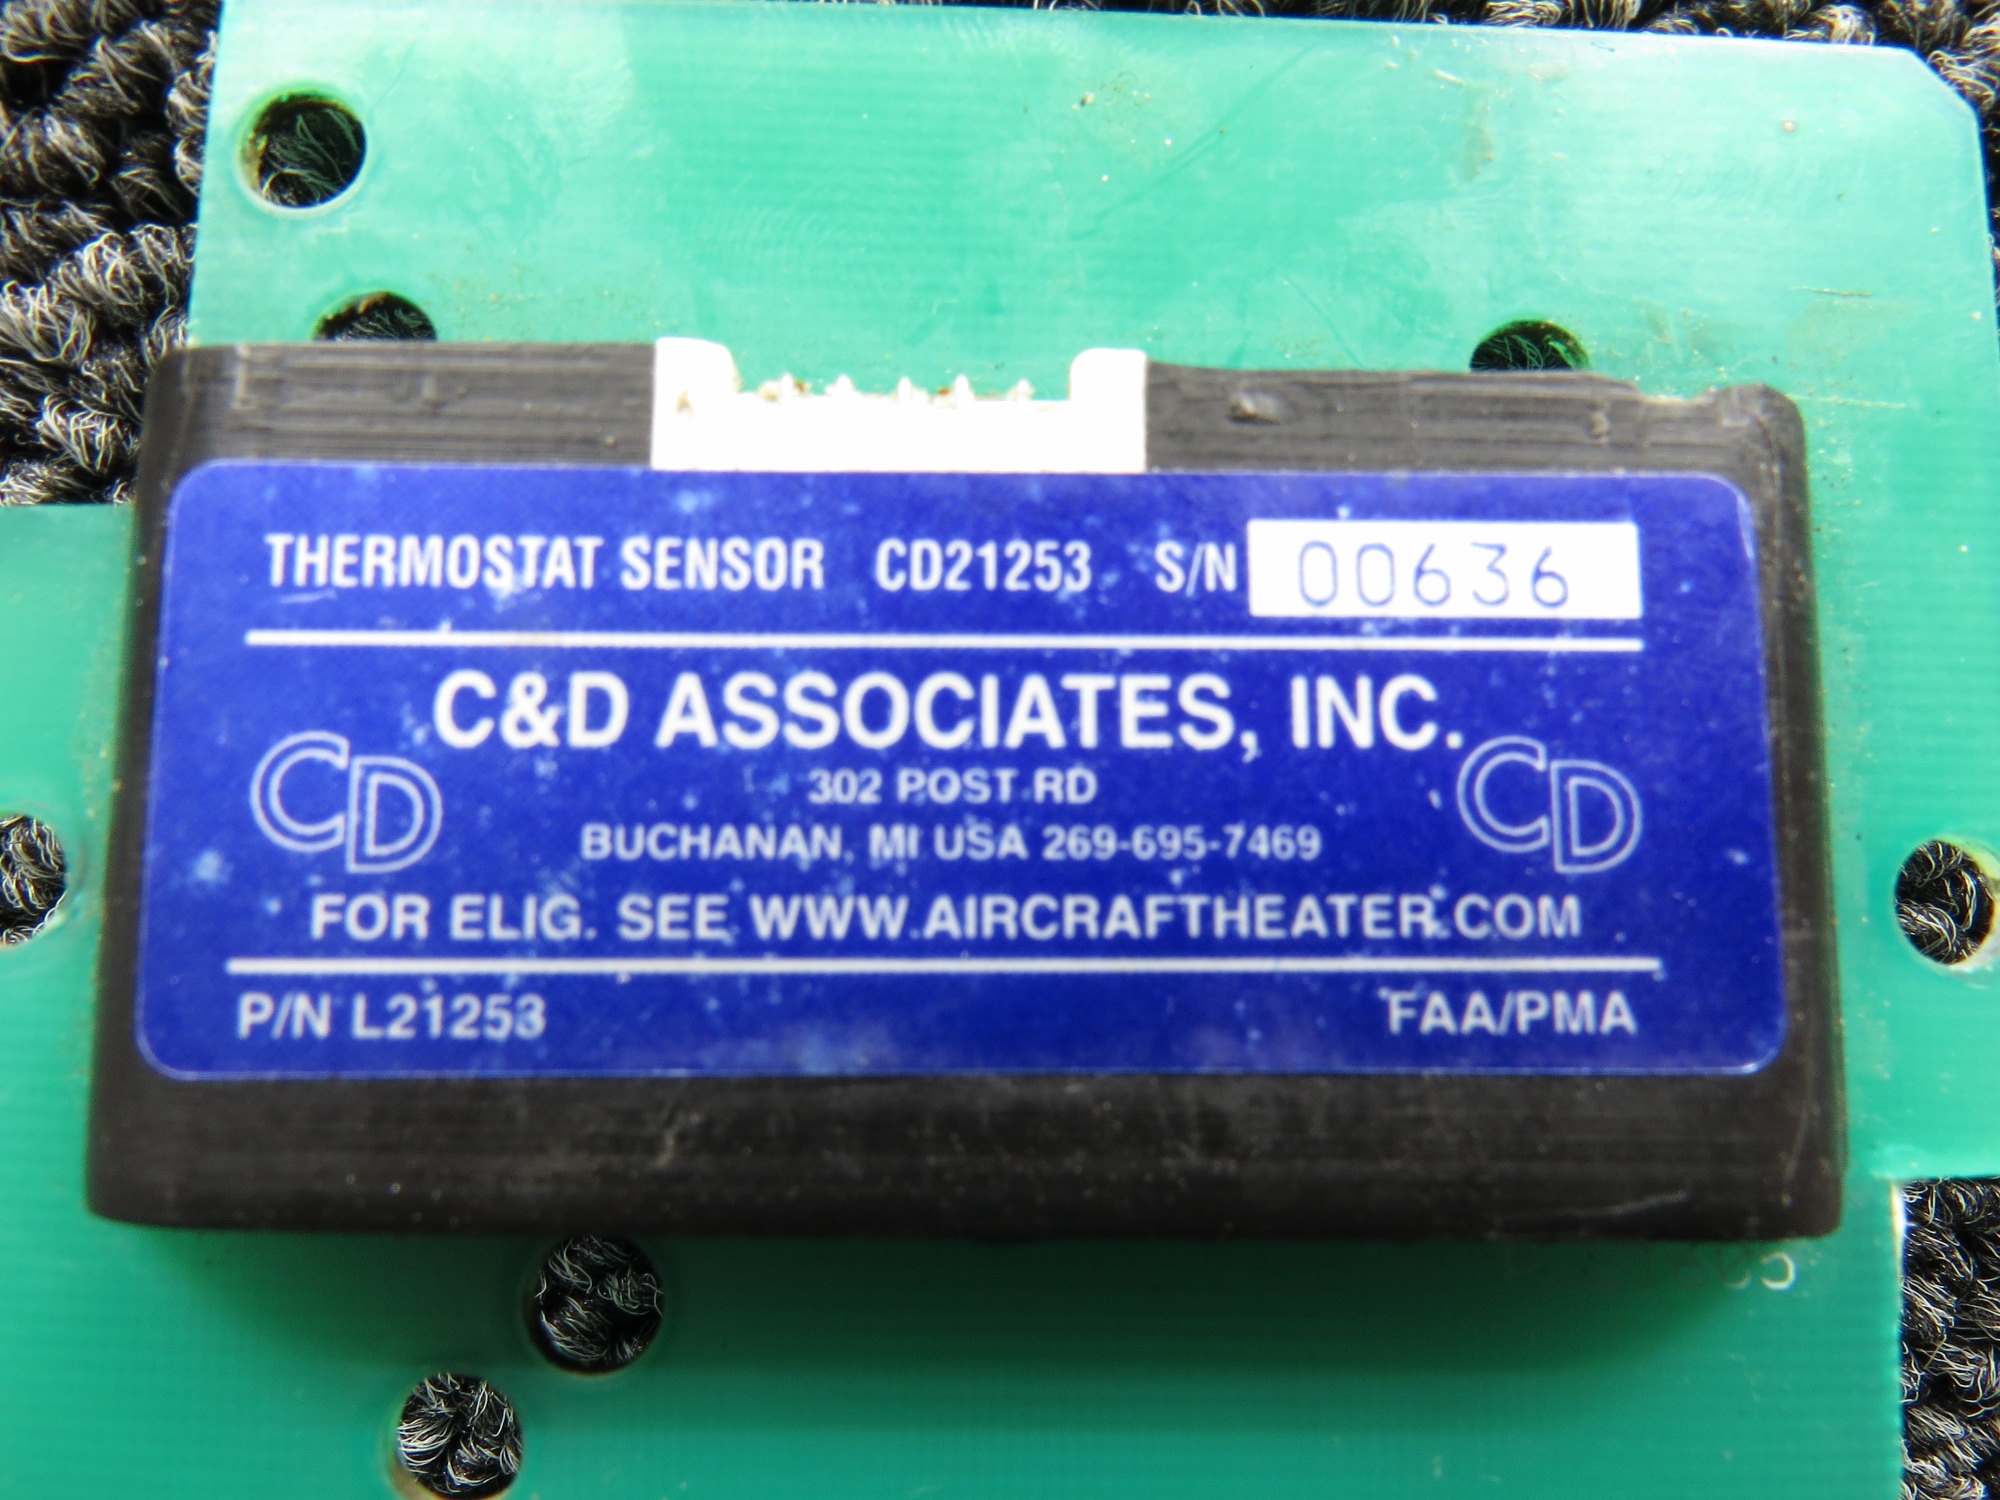 THERMOSTAT SENSOR CD21253 S/N 00636
C&D ASSOCIATES, INC.
302 POST RD
CD CD
BUCHANAN, MI USA 269-695-7469
FOR ELIG. SEE WWW.AIRCRAFTHEATER.COM
P/N L21253 FAA/PMA